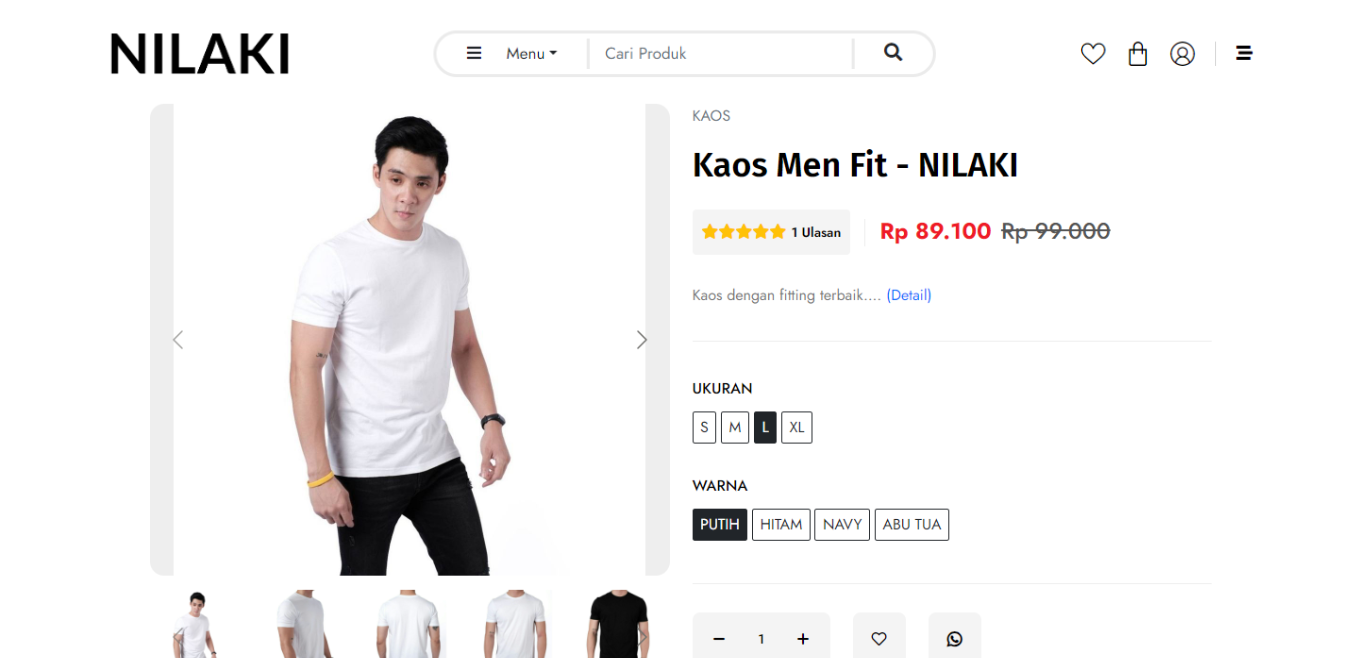 NILAKI
Menu
Cari Produk
KAOS
Kaos Men Fit - NILAKI
1 Ulasan
Rp 89.100 Rp 99.000
Kaos dengan fitting terbaik.... (Detail)
UKURAN
S M L XL
WARNA
PUTIH HITAM NAVY ABU TUA
1